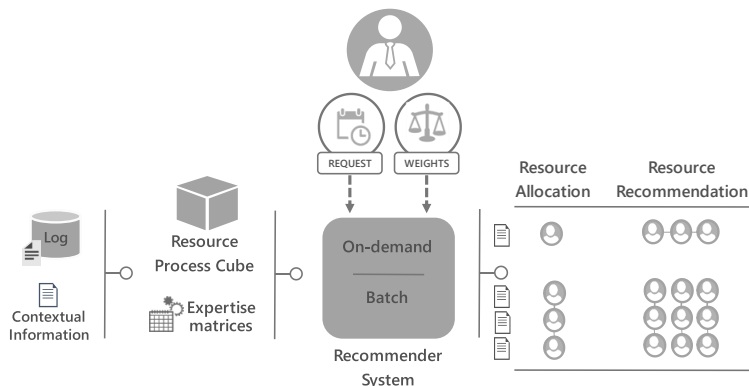 REQUEST
WEIGHTS
Log
Contextual
Information
Resource
Process Cube
Expertise
matrices
On-demand
Batch
Recommender
System
Resource
Allocation
Resource
Recommendation